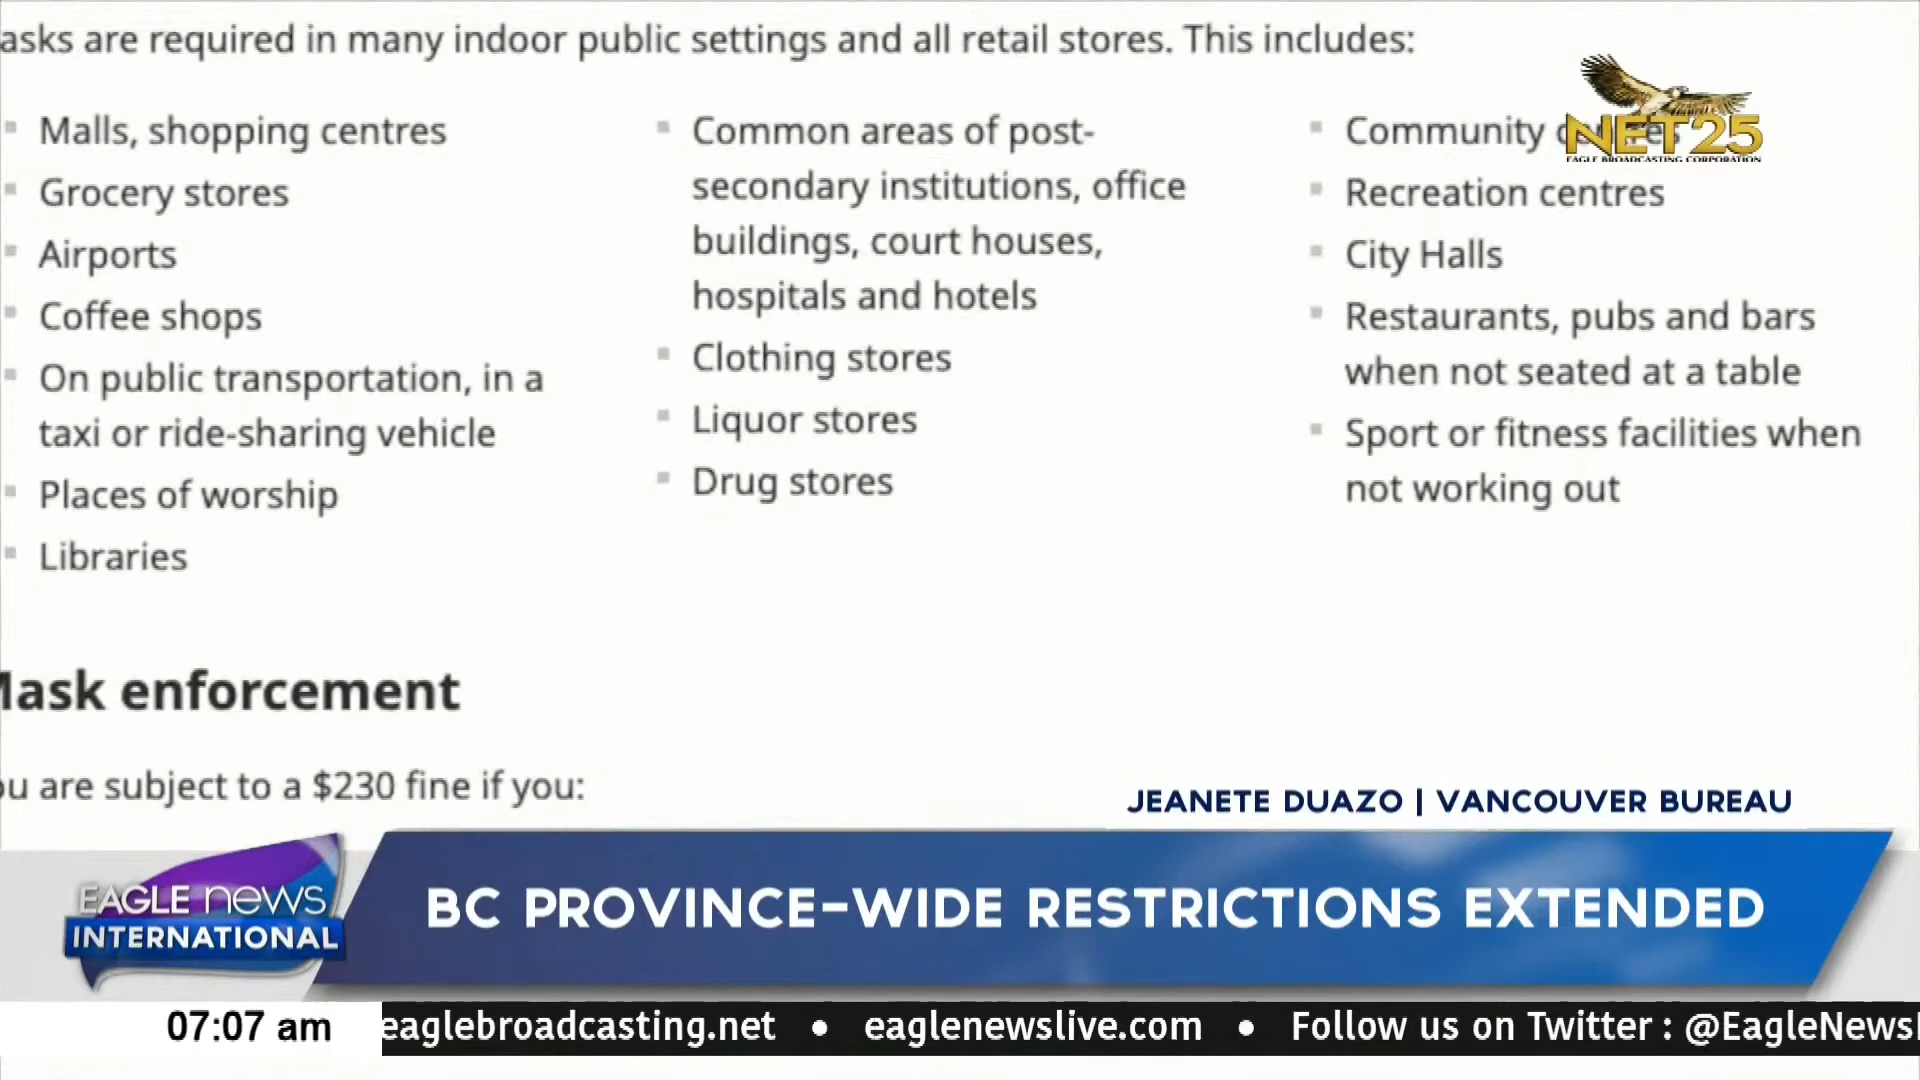 asks are required in many indoor public settings and all retail stores. This includes:
Malls, shopping centres
Grocery stores
Airports
Coffee shops
On public transportation, in a
taxi or ride-sharing vehicle
Places of worship
Libraries
Common areas of post-
secondary institutions, office
buildings, court houses,
hospitals and hotels
Clothing stores
Liquor stores
Drug stores
Community
Recreation centres
City Halls
Restaurants, pubs and bars
when not seated at a table
Sport or fitness facilities when
not working out
NET25
EAGLE BROADCASTING CORPORATION
Mask enforcement
ou are subject to a $230 fine if you:
JEANETE DUAZO | VANCOUVER BUREAU
EAGLE news
INTERNATIONAL
BC PROVINCE-WIDE RESTRICTIONS EXTENDED
07:07 am
eaglebroadcasting.net • eaglenewslive.com • Follow us on Twitter : @EagleNews